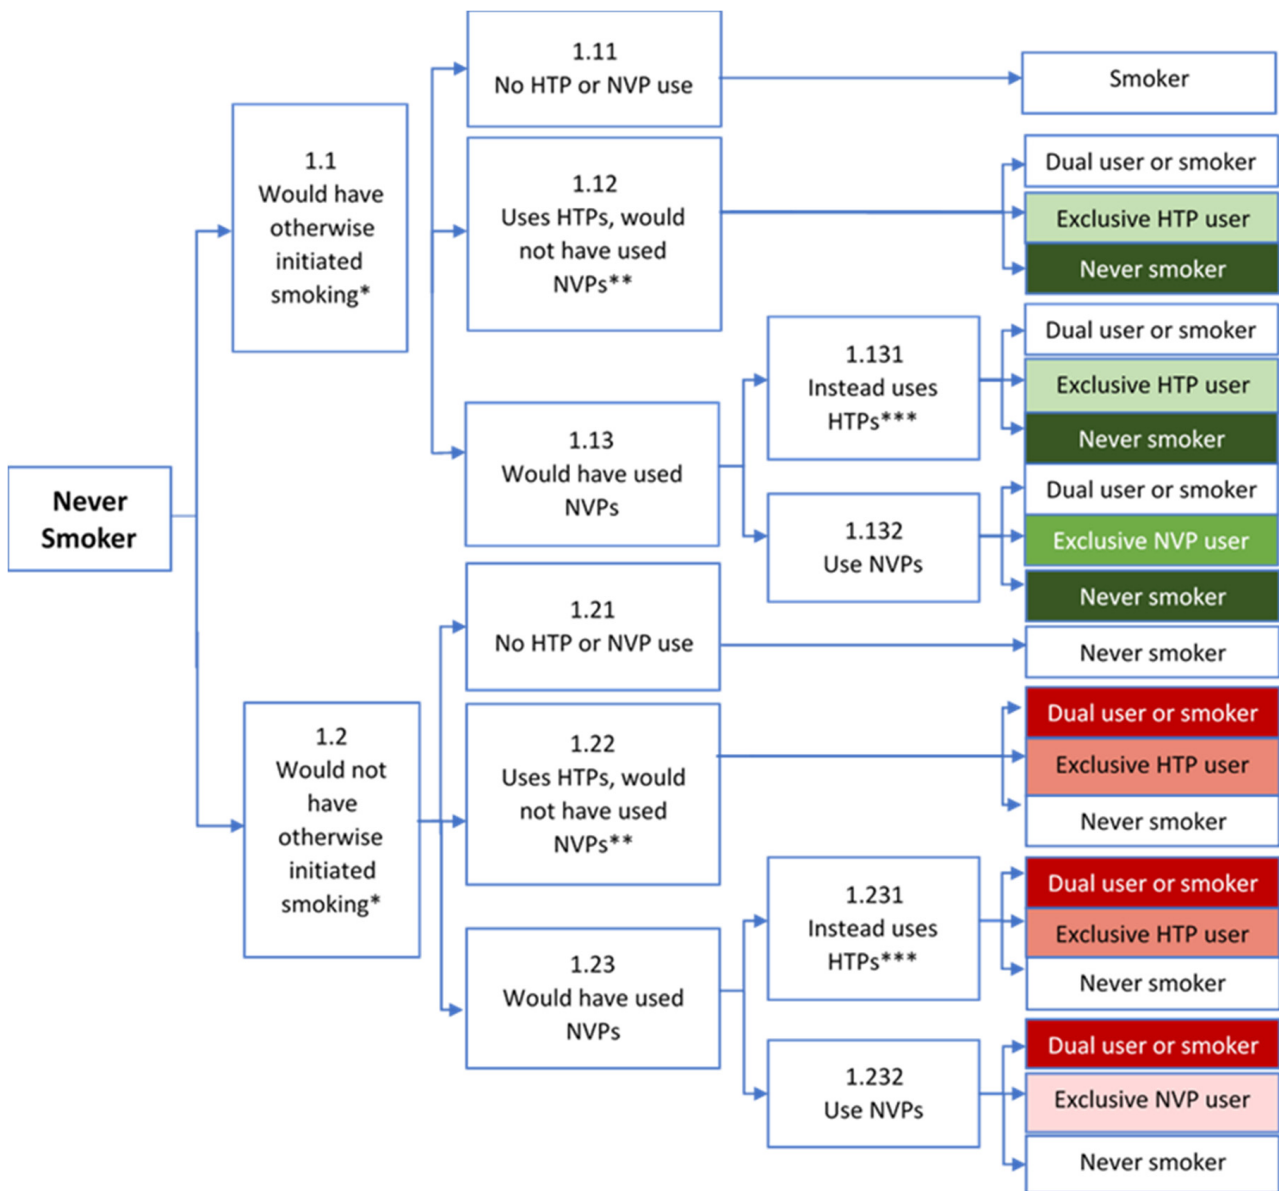 Never
Smoker
1.1
Would have
otherwise
initiated
smoking*
1.2
Would not
have
otherwise
initiated
smoking*
1.11
No HTP or NVP use
1.12
Uses HTPs, would
not have used
NVPs**
1.13
Would have used
NVPs
1.21
No HTP or NVP use
1.22
Uses HTPs, would
not have used
NVPs**
1.23
Would have used
NVPs
1.131
Instead uses
HTPs***
1.132
Use NVPs
1.231
Instead uses
HTPs***
1.232
Use NVPs
Smoker
Dual user or smoker
Exclusive HTP user
Never smoker
Dual user or smoker
Exclusive HTP user
Never smoker
Dual user or smoker
Exclusive NVP user
Never smoker
Never smoker
Dual user or smoker
Exclusive HTP user
Never smoker
Dual user or smoker
Exclusive HTP user
Never smoker
Dual user or smoker
Exclusive NVP user
Never smoker